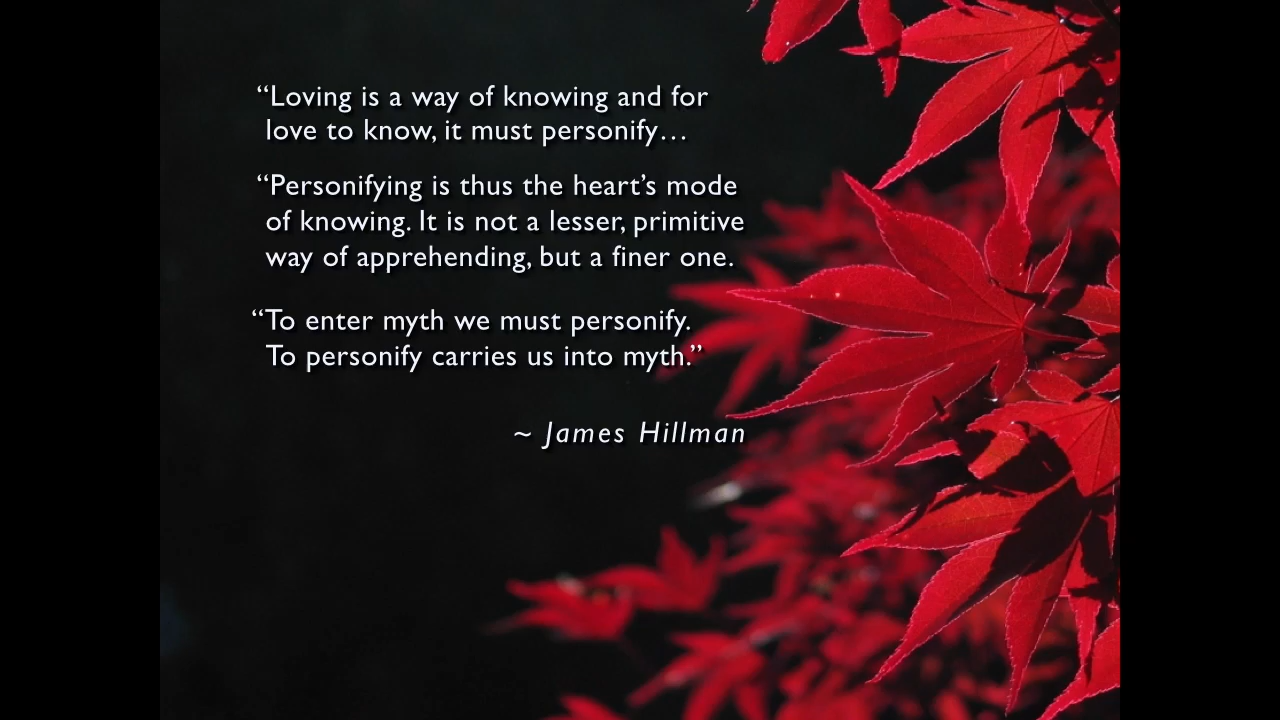 “Loving is a way of knowing and for
love to know, it must personify…
“Personifying is thus the heart’s mode
of knowing. It is not a lesser, primitive
way of apprehending, but a finer one.
“To enter myth we must personify.
To personify carries us into myth.”
~ James Hillman